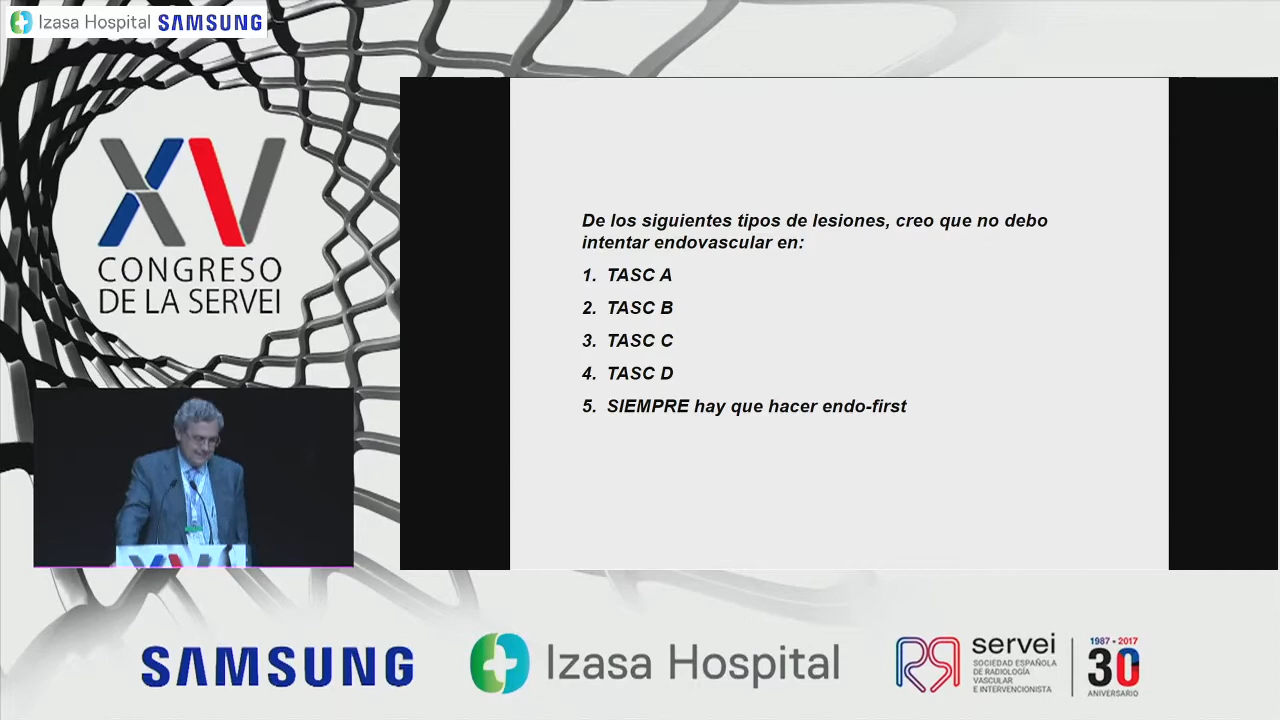 Izasa Hospital SAMSUNG
XV
CONGRESO
DE LA SERVEI
De los siguientes tipos de lesiones, creo que no debo
intentar endovascular en:
1. TASC A
2. TASC B
3. TASC C
4. TASC D
5. SIEMPRE hay que hacer endo-first
XV
SAMSUNG
Izasa Hospital
servei
SOCIEDAD ESPAÑOLA
DE RADIOLOGÍA
VASCULAR
E INTERVENCIONISTA
1987 • 2017
30
ANIVERSARIO